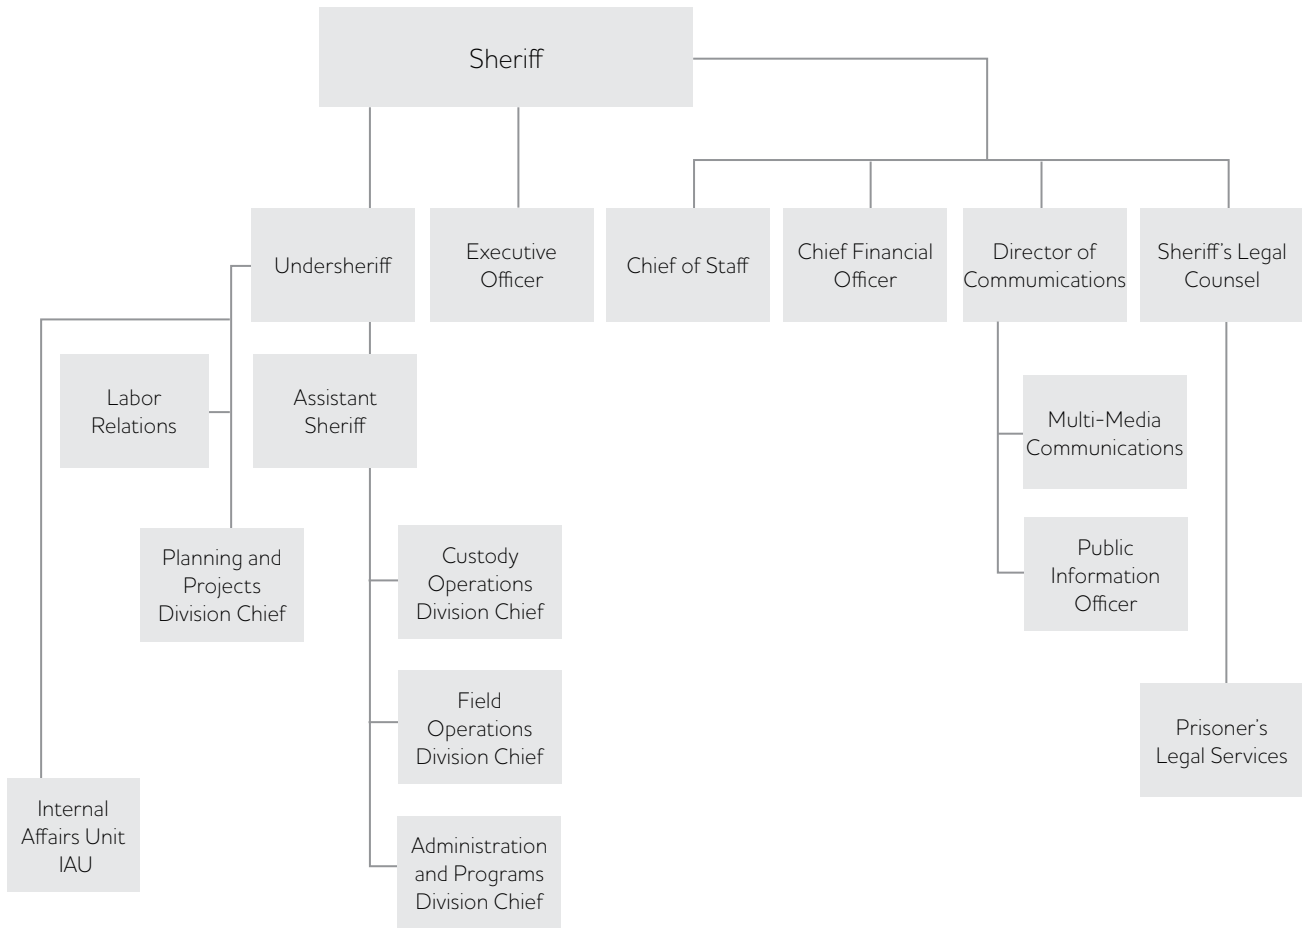 Sheriff
Undersheriff
Executive
Officer
Chief of Staff
Chief Financial
Officer
Director of
Commumications
Sheriff's Legal
Counsel
Labor
Relations
Assistant
Sheriff
Multi-Media
Communications
Planning and
Projects
Division Chief
Custody
Operations
Division Chief
Public
Information
Officer
Field
Operations
Division Chief
Prisoner's
Legal Services
Internal
Affairs Unit
IAU
Administration
and Programs
Division Chief